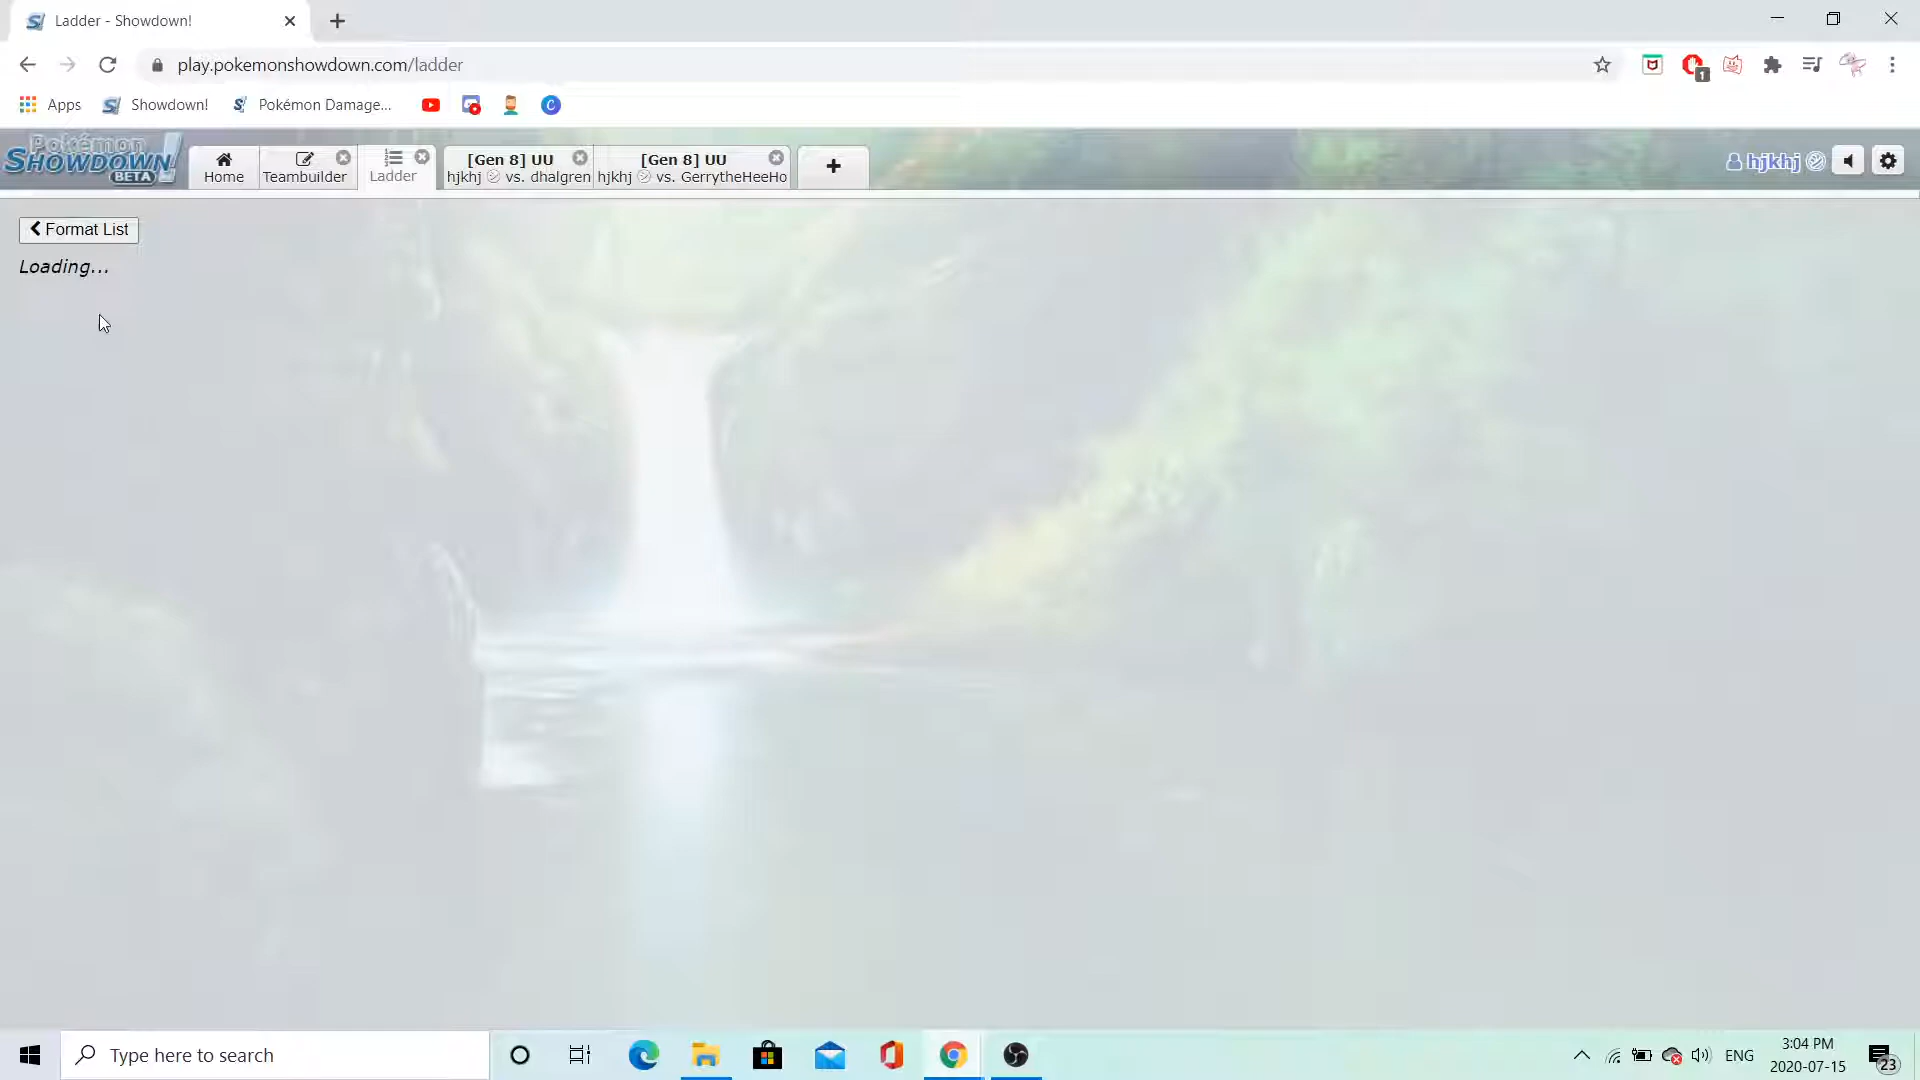 Ladder - Showdown!
play.pokemonshowdown.com/ladder
1
Apps Showdown! Pokémon Damage...
Pokémon
SHOWDOWN!
BETA
Home
Teambuilder
Ladder
[Gen 8] UU
hjkhj vs. dhalgren
[Gen 8] UU
hjkhj vs. GerrytheHeeHo
hjkhj
Format List
Loading...
Type here to search
ENG
3:04 PM
2020-07-15
23